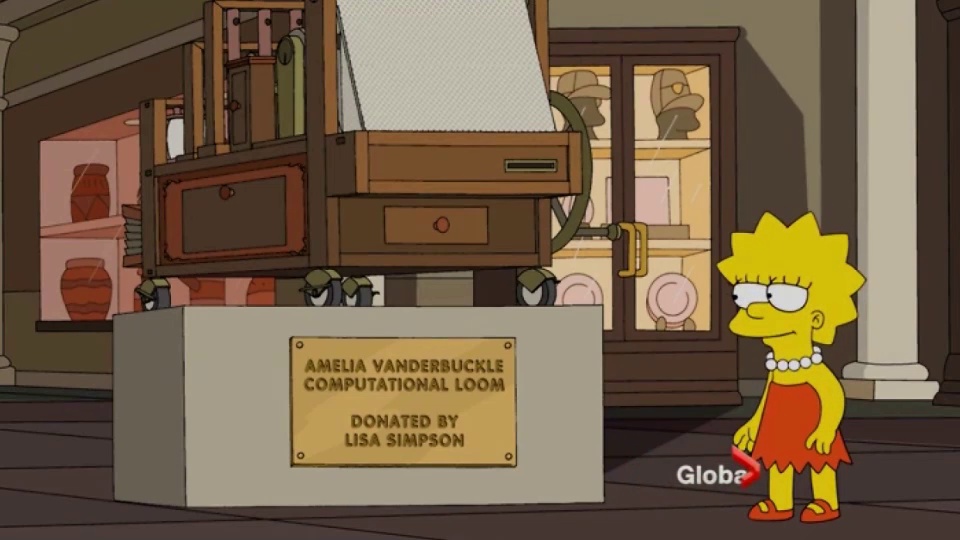 AMELIA VANDERBUCKLE
COMPUTATIONAL LOOM
DONATED BY
LISA SIMPSON
Global